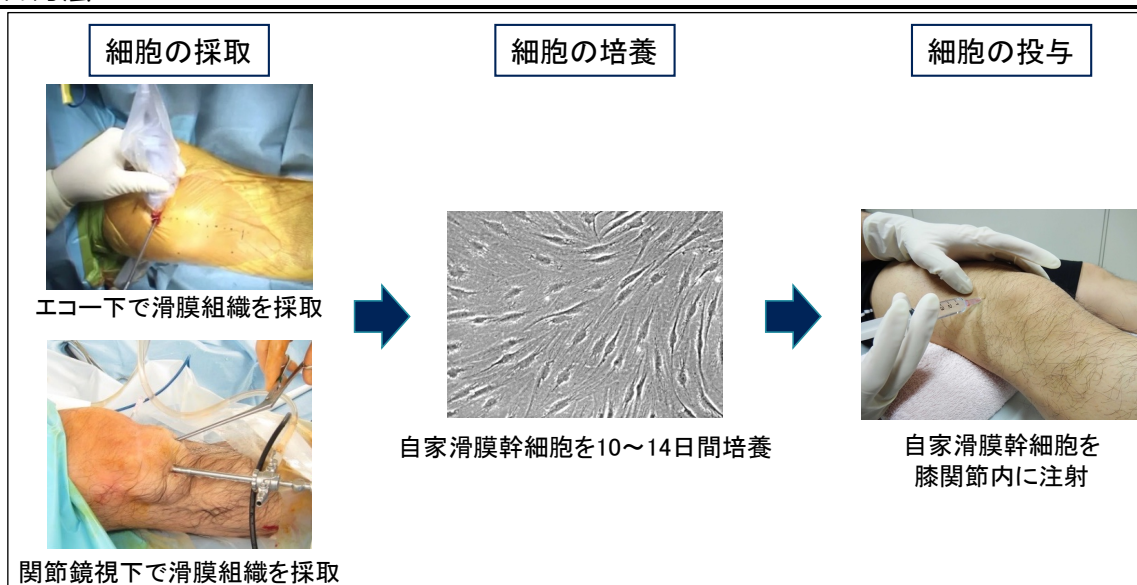 細胞の採取
細胞の培養
細胞の投与
エコー下で滑膜組織を採取
自家滑膜幹細胞を10～14日間培養
自家滑膜幹細胞を
膝関節内に注射
関節鏡視下で滑膜組織を採取